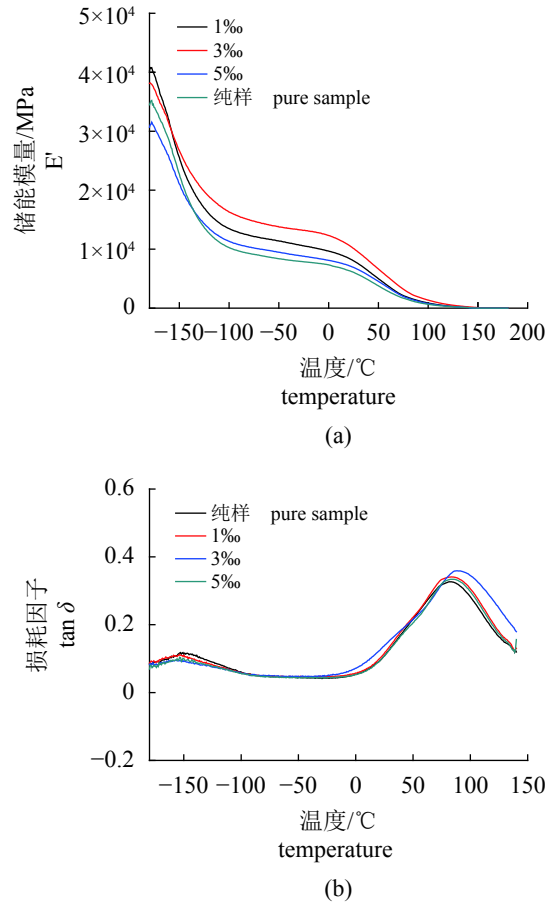 5×10⁴
4×10⁴
3×10⁴
2×10⁴
1×10⁴
0
储能模量/MPa
E'
1‰
3‰
5‰
纯样 pure sample
−150 −100 −50 0 50 100 150 200
温度/℃
temperature
(a)
0.6
0.4
0.2
0
−0.2
损耗因子
tan δ
纯样 pure sample
1‰
3‰
5‰
−150 −100 −50 0 50 100 150
温度/℃
temperature
(b)